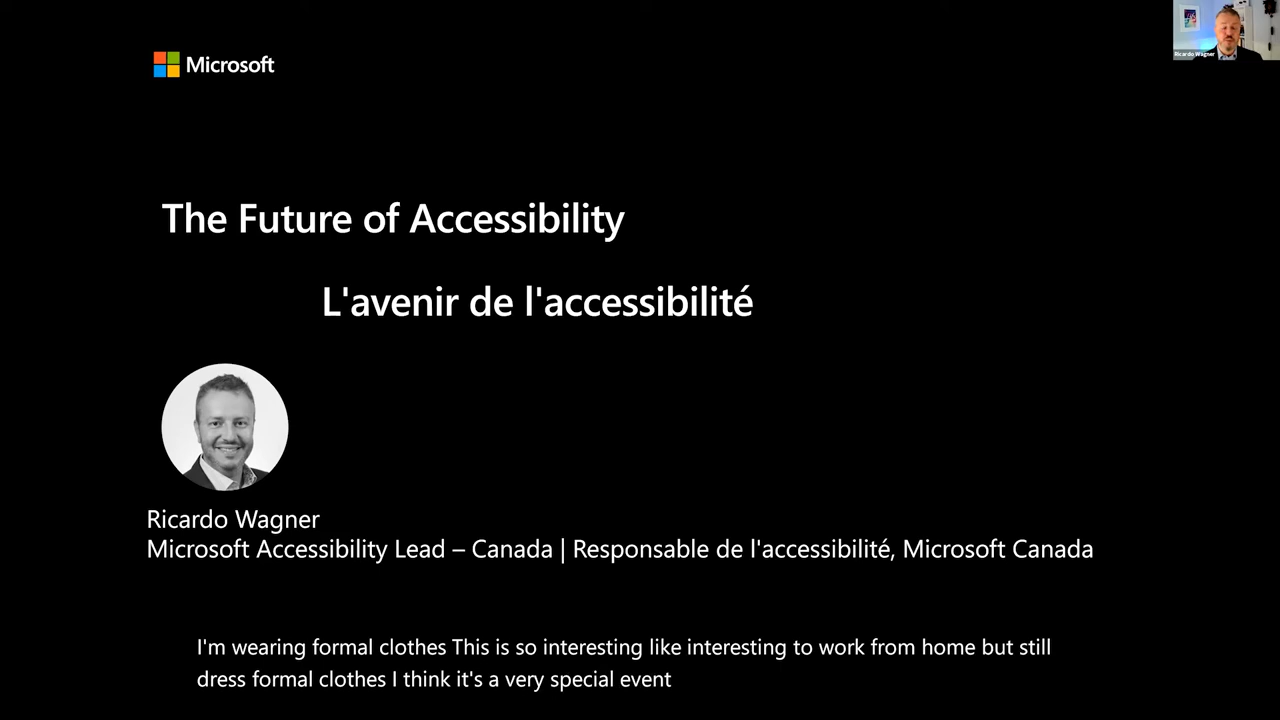 Microsoft
Ricardo Wagner
The Future of Accessibility
L'avenir de l'accessibilité
Ricardo Wagner
Microsoft Accessibility Lead – Canada | Responsable de l'accessibilité, Microsoft Canada
I'm wearing formal clothes This is so interesting like interesting to work from home but still
dress formal clothes I think it's a very special event